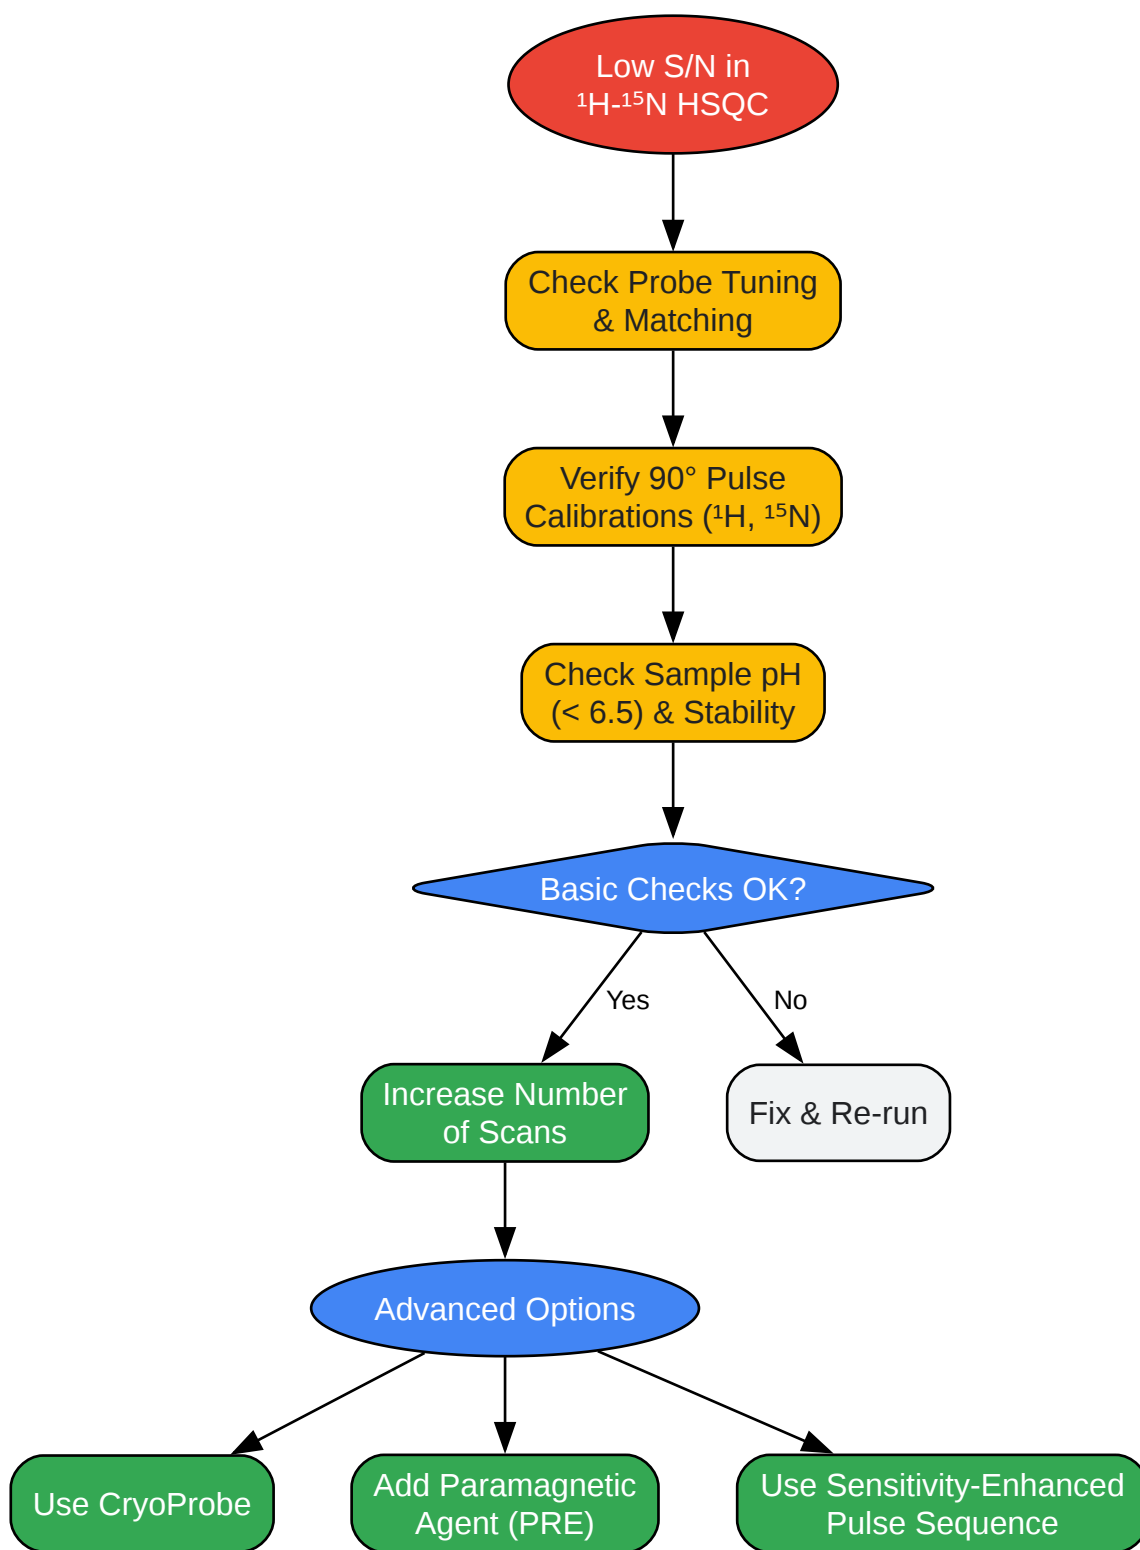 Low S/N in
¹H-¹⁵N HSQC
Check Probe Tuning
& Matching
Verify 90° Pulse
Calibrations (¹H, ¹⁵N)
Check Sample pH
(< 6.5) & Stability
Basic Checks OK?
Yes
No
Increase Number
of Scans
Fix & Re-run
Advanced Options
Use CryoProbe
Add Paramagnetic
Agent (PRE)
Use Sensitivity-Enhanced
Pulse Sequence